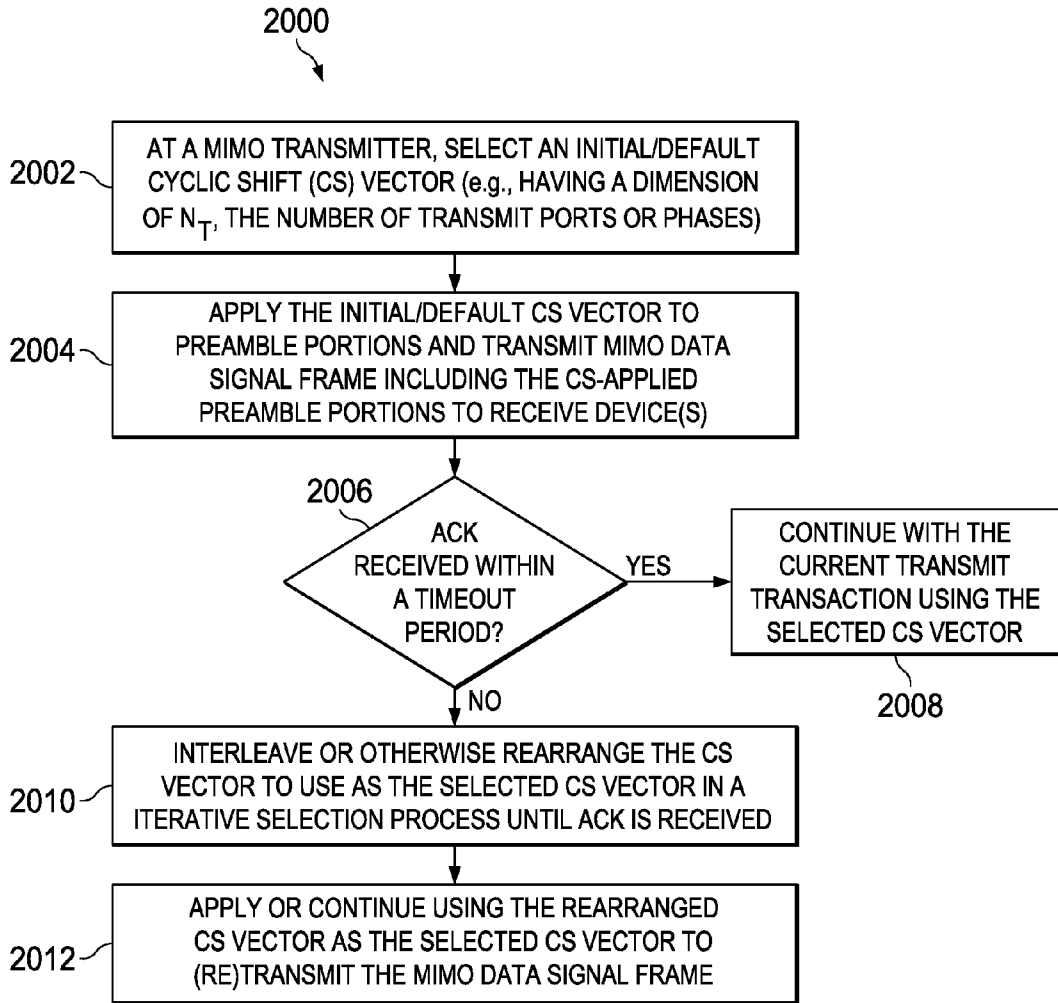 2000
2002
AT A MIMO TRANSMITTER, SELECT AN INITIAL/DEFAULT
CYCLIC SHIFT (CS) VECTOR (e.g., HAVING A DIMENSION
OF N_T, THE NUMBER OF TRANSMIT PORTS OR PHASES)
2004
APPLY THE INITIAL/DEFAULT CS VECTOR TO
PREAMBLE PORTIONS AND TRANSMIT MIMO DATA
SIGNAL FRAME INCLUDING THE CS-APPLIED
PREAMBLE PORTIONS TO RECEIVE DEVICE(S)
2006
ACK
RECEIVED WITHIN
A TIMEOUT
PERIOD?
YES
CONTINUE WITH THE
CURRENT TRANSMIT
TRANSACTION USING THE
SELECTED CS VECTOR
2008
NO
2010
INTERLEAVE OR OTHERWISE REARRANGE THE CS
VECTOR TO USE AS THE SELECTED CS VECTOR IN A
ITERATIVE SELECTION PROCESS UNTIL ACK IS RECEIVED
2012
APPLY OR CONTINUE USING THE REARRANGED
CS VECTOR AS THE SELECTED CS VECTOR TO
(RE)TRANSMIT THE MIMO DATA SIGNAL FRAME